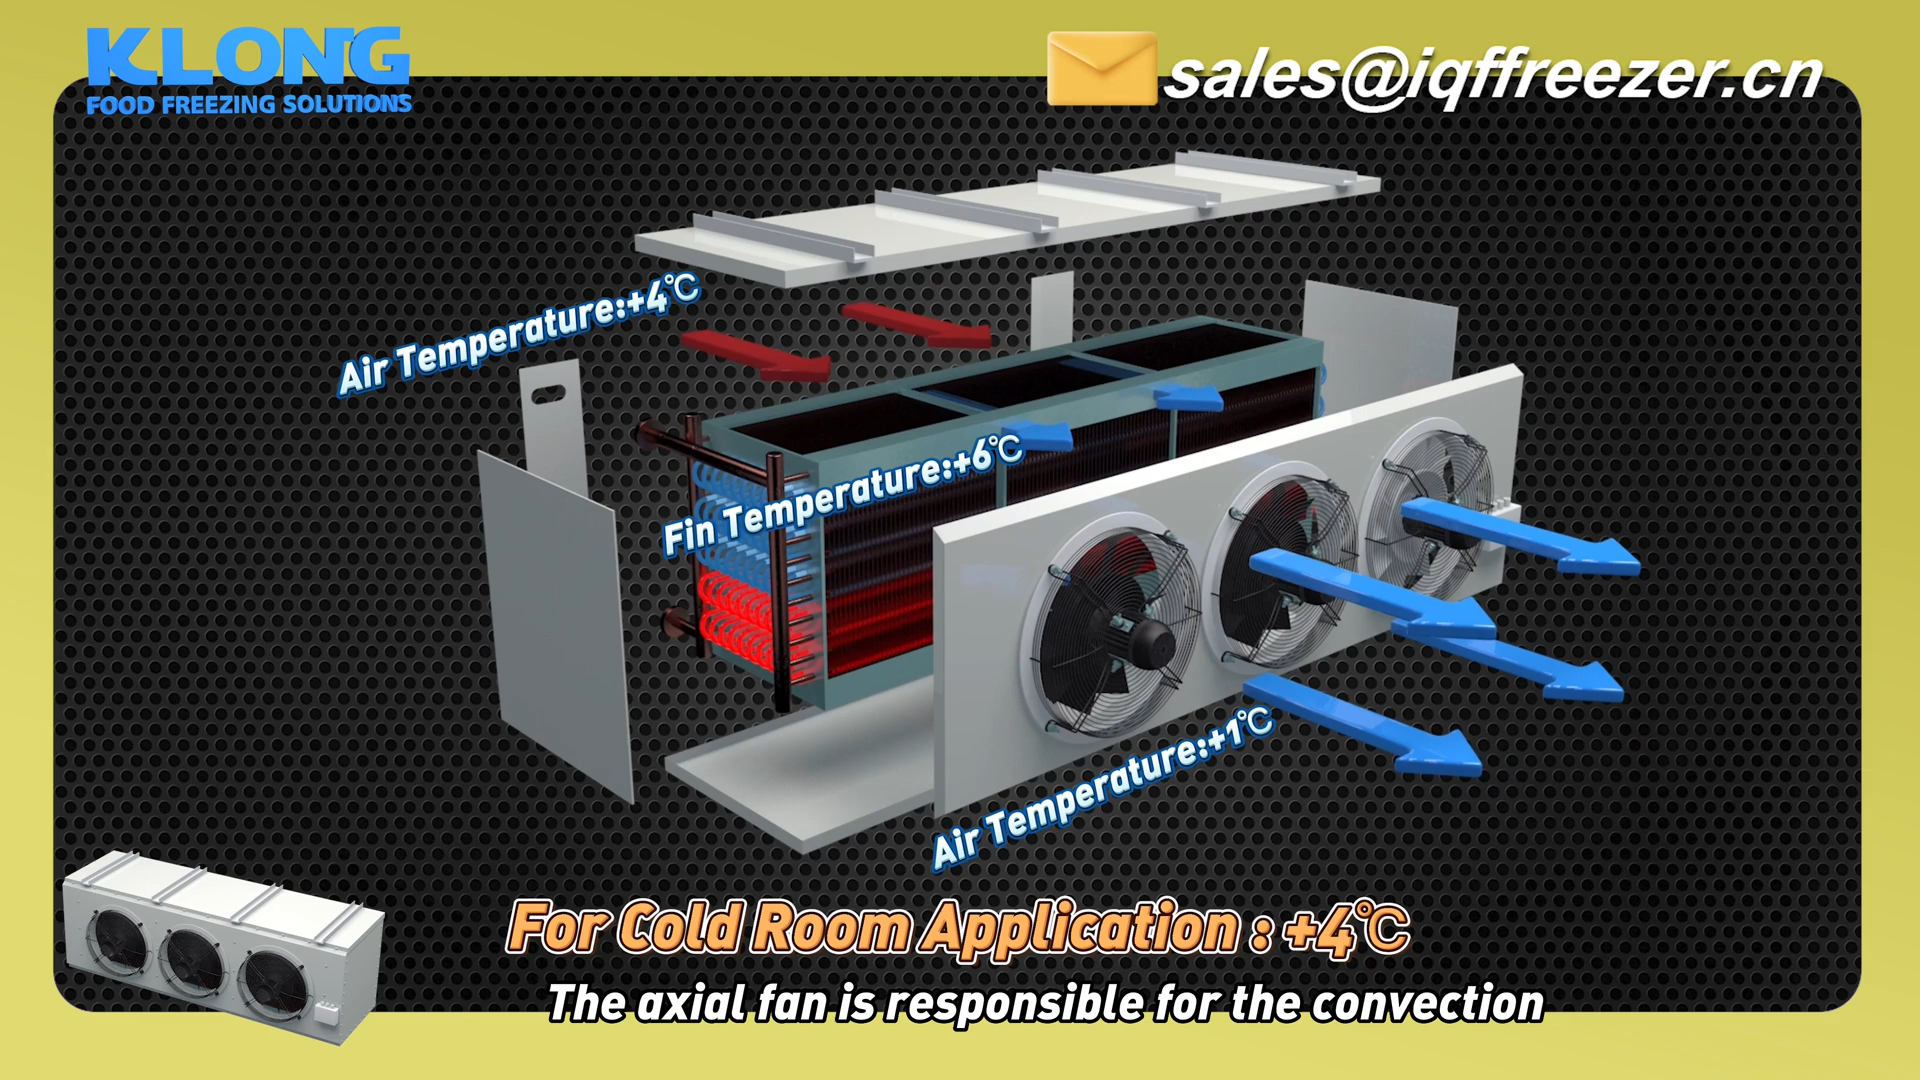 KLONG
FOOD FREEZING SOLUTIONS
sales@iqffreezer.cn
Air Temperature:+4℃
Fin Temperature:+6℃
Air Temperature:+1℃
For Cold Room Application : +4℃
The axial fan is responsible for the convection